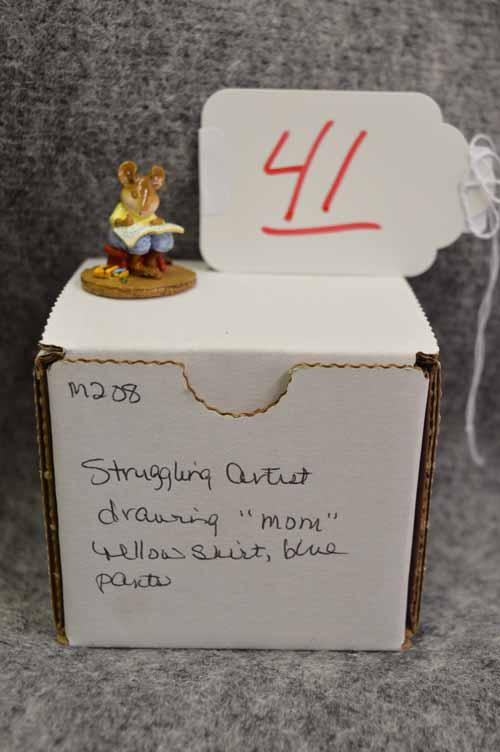 41
M208
Struggling Artist
drawing "mom"
yellow shirt, blue
pants